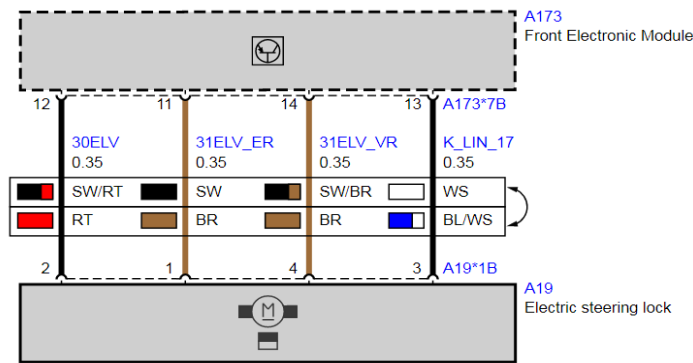 A173
Front Electronic Module
12 11 14 13 A173*7B
30ELV 31ELV_ER 31ELV_VR K_LIN_17
0.35 0.35 0.35 0.35
SW/RT SW SW/BR WS
RT BR BR BL/WS
2 1 4 3 A19*1B
A19
M
Electric steering lock